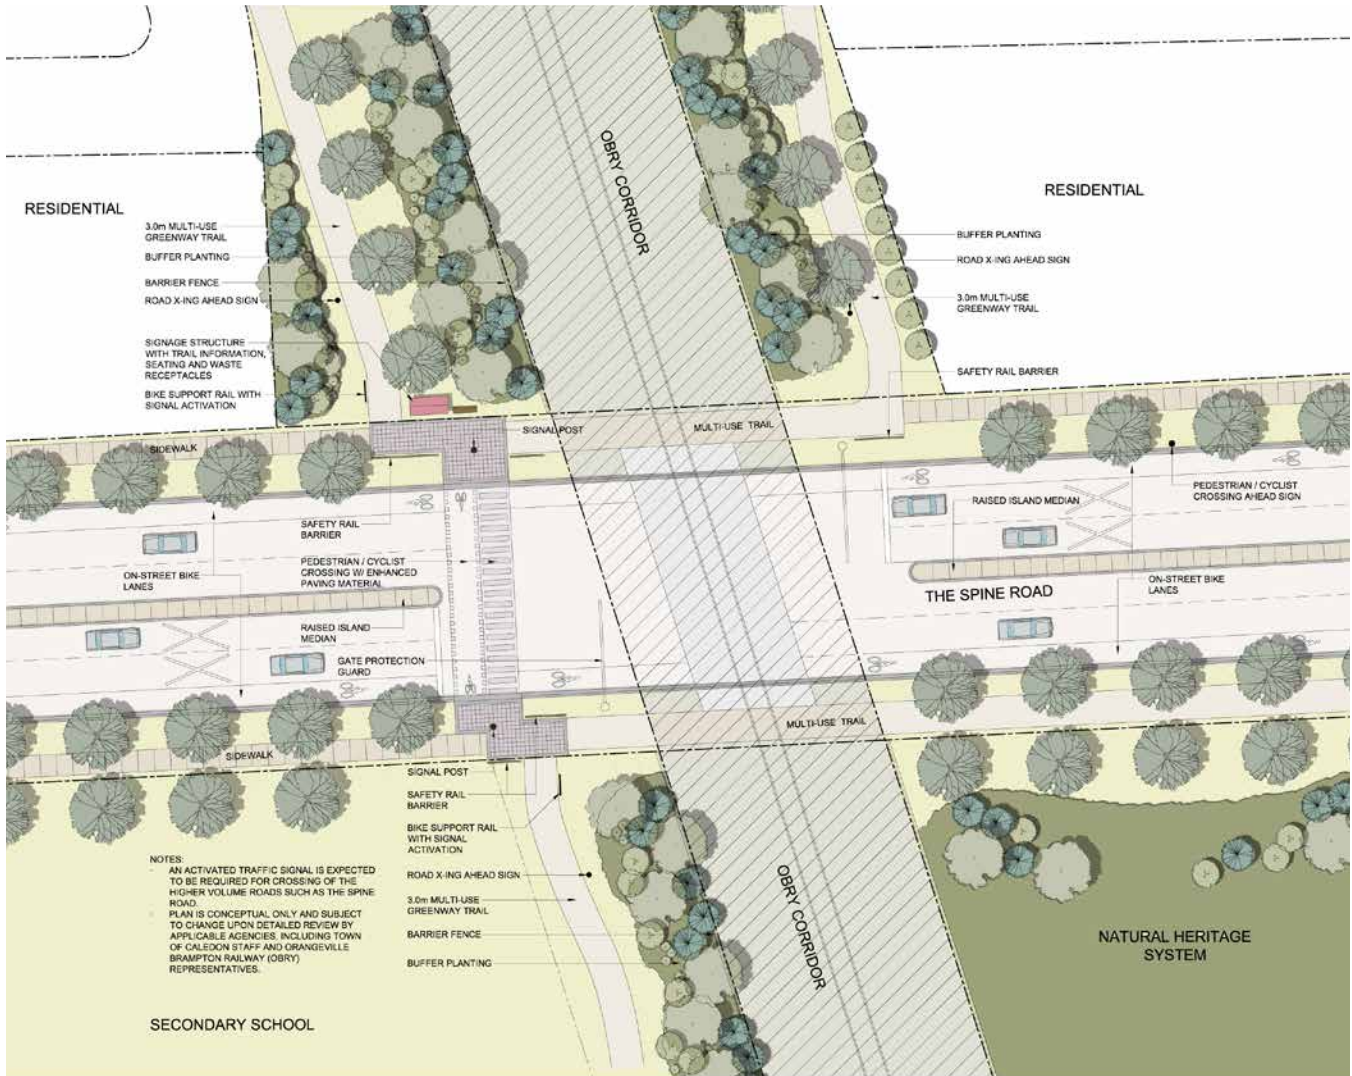 OBRY CORRIDOR
RESIDENTIAL
RESIDENTIAL
3.0m MULTI-USE
GREENWAY TRAIL
BUFFER PLANTING
BARRIER FENCE
ROAD X-ING AHEAD SIGN
SIGNAGE STRUCTURE
WITH TRAIL INFORMATION,
SEATING AND WASTE
RECEPTACLES
BIKE SUPPORT RAIL WITH
SIGNAL ACTIVATION
BUFFER PLANTING
ROAD X-ING AHEAD SIGN
3.0m MULTI-USE
GREENWAY TRAIL
SAFETY RAIL BARRIER
SIGNAL POST
MULTI-USE TRAIL
SIDEWALK
PEDESTRIAN / CYCLIST
CROSSING AHEAD SIGN
RAISED ISLAND MEDIAN
SAFETY RAIL
BARRIER
PEDESTRIAN / CYCLIST
CROSSING W/ ENHANCED
PAVING MATERIAL
ON-STREET BIKE
LANES
ON-STREET BIKE
LANES
THE SPINE ROAD
RAISED ISLAND
MEDIAN
GATE PROTECTION
GUARD
MULTI-USE TRAIL
SIDEWALK
SIGNAL POST
SAFETY RAIL
BARRIER
BIKE SUPPORT RAIL
WITH SIGNAL
ACTIVATION
ROAD X-ING AHEAD SIGN
3.0m MULTI-USE
GREENWAY TRAIL
BARRIER FENCE
BUFFER PLANTING
NOTES:
- AN ACTIVATED TRAFFIC SIGNAL IS EXPECTED
TO BE REQUIRED FOR CROSSING OF THE
HIGHER VOLUME ROADS SUCH AS THE SPINE
ROAD.
- PLAN IS CONCEPTUAL ONLY AND SUBJECT
TO CHANGE UPON DETAILED REVIEW BY
APPLICABLE AGENCIES, INCLUDING TOWN
OF CALEDON STAFF AND ORANGEVILLE
BRAMPTON RAILWAY (OBRY)
REPRESENTATIVES.
OBRY CORRIDOR
NATURAL HERITAGE
SYSTEM
SECONDARY SCHOOL